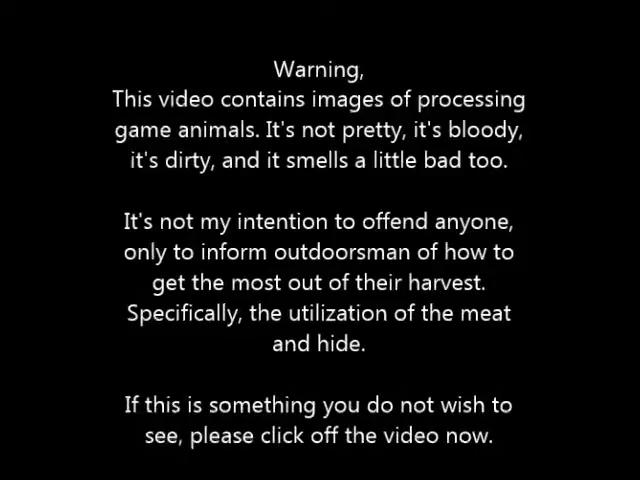 Warning,
This video contains images of processing
game animals. It's not pretty, it's bloody,
it's dirty, and it smells a little bad too.
It's not my intention to offend anyone,
only to inform outdoorsman of how to
get the most out of their harvest.
Specifically, the utilization of the meat
and hide.
If this is something you do not wish to
see, please click off the video now.